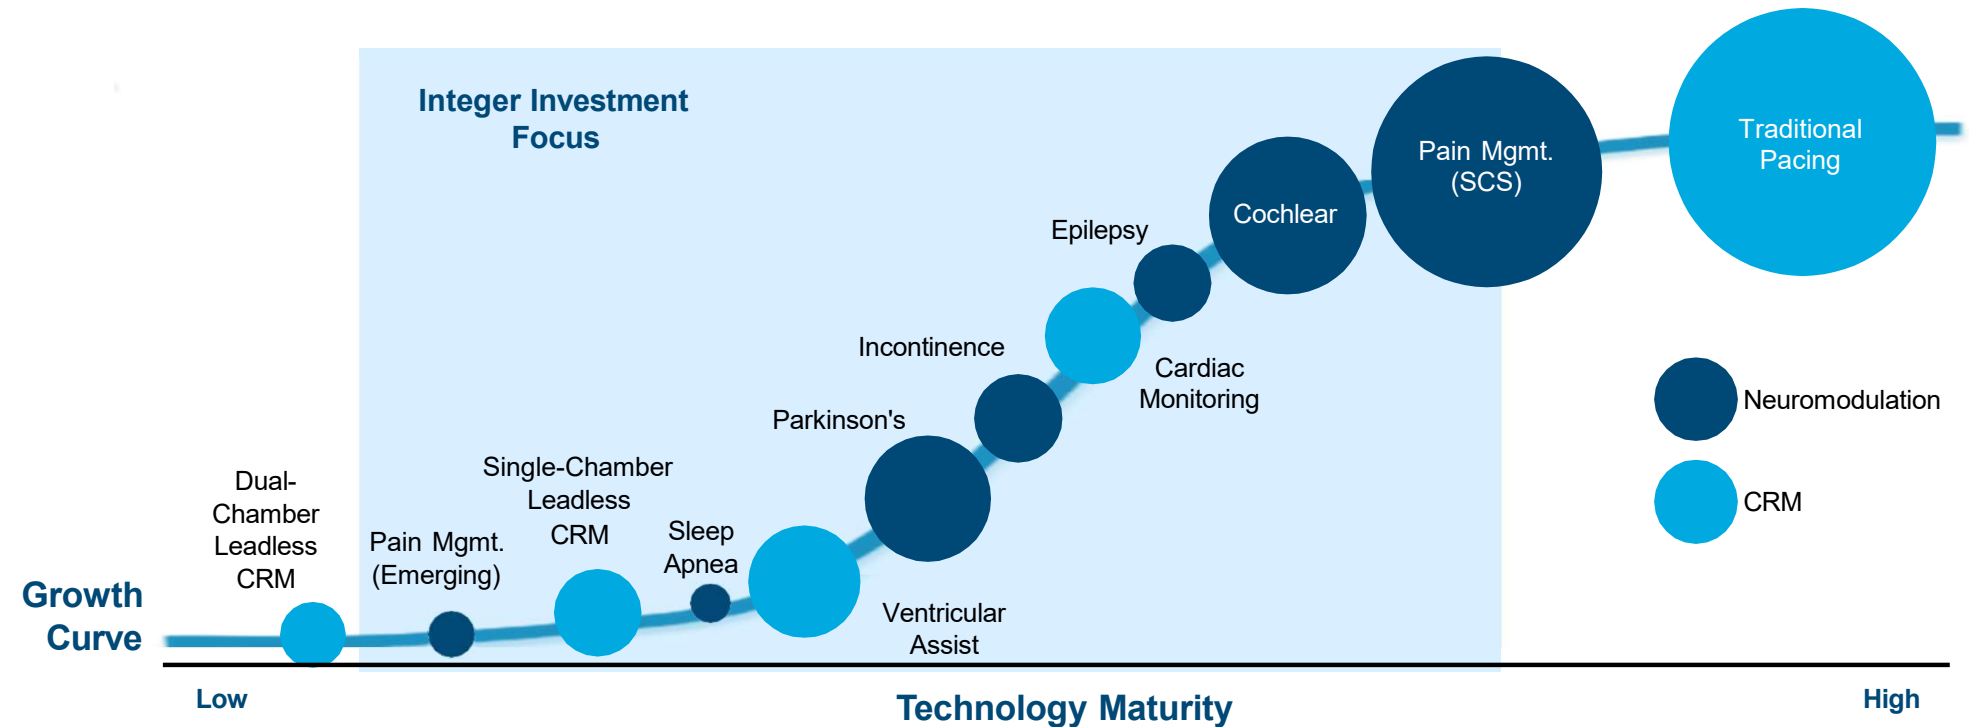 Integer Investment
Focus
Traditional
Pacing
Pain Mgmt.
(SCS)
Cochlear
Epilepsy
Incontinence
Cardiac
Monitoring
Parkinson's
Neuromodulation
CRM
Single-Chamber
Leadless
CRM
Dual-
Chamber
Leadless
CRM
Pain Mgmt.
(Emerging)
Sleep
Apnea
Ventricular
Assist
Growth
Curve
Low
Technology Maturity
High